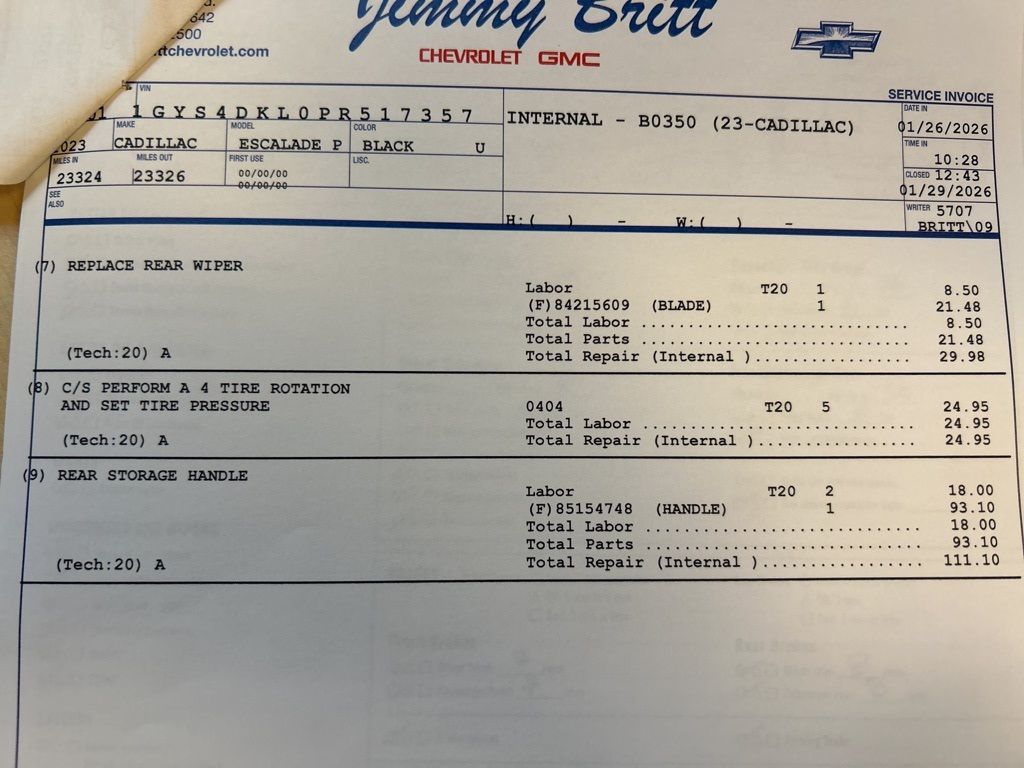 642
500
ttchevrolet.com
Jimmy Britt
CHEVROLET GMC
SERVICE INVOICE
VIN
1GYS4DKL0PR517357
INTERNAL - B0350 (23-CADILLAC)
DATE IN
01/26/2026
MAKE MODEL COLOR
2023 CADILLAC ESCALADE P BLACK U
TIME IN
10:28
MILES IN MILES OUT FIRST USE LISC.
23324 23326 00/00/00
00/00/00
CLOSED 12:43
01/29/2026
SEE
ALSO
WRITER 5707
H:( ) - W:( ) - BRITT\09
(7) REPLACE REAR WIPER
Labor T20 1 8.50
(F)84215609 (BLADE) 1 21.48
Total Labor .............................. 8.50
Total Parts .............................. 21.48
(Tech:20) A Total Repair (Internal )................. 29.98
(8) C/S PERFORM A 4 TIRE ROTATION
AND SET TIRE PRESSURE 0404 T20 5 24.95
Total Labor .............................. 24.95
(Tech:20) A Total Repair (Internal )................. 24.95
(9) REAR STORAGE HANDLE
Labor T20 2 18.00
(F)85154748 (HANDLE) 1 93.10
Total Labor .............................. 18.00
Total Parts .............................. 93.10
(Tech:20) A Total Repair (Internal )................. 111.10